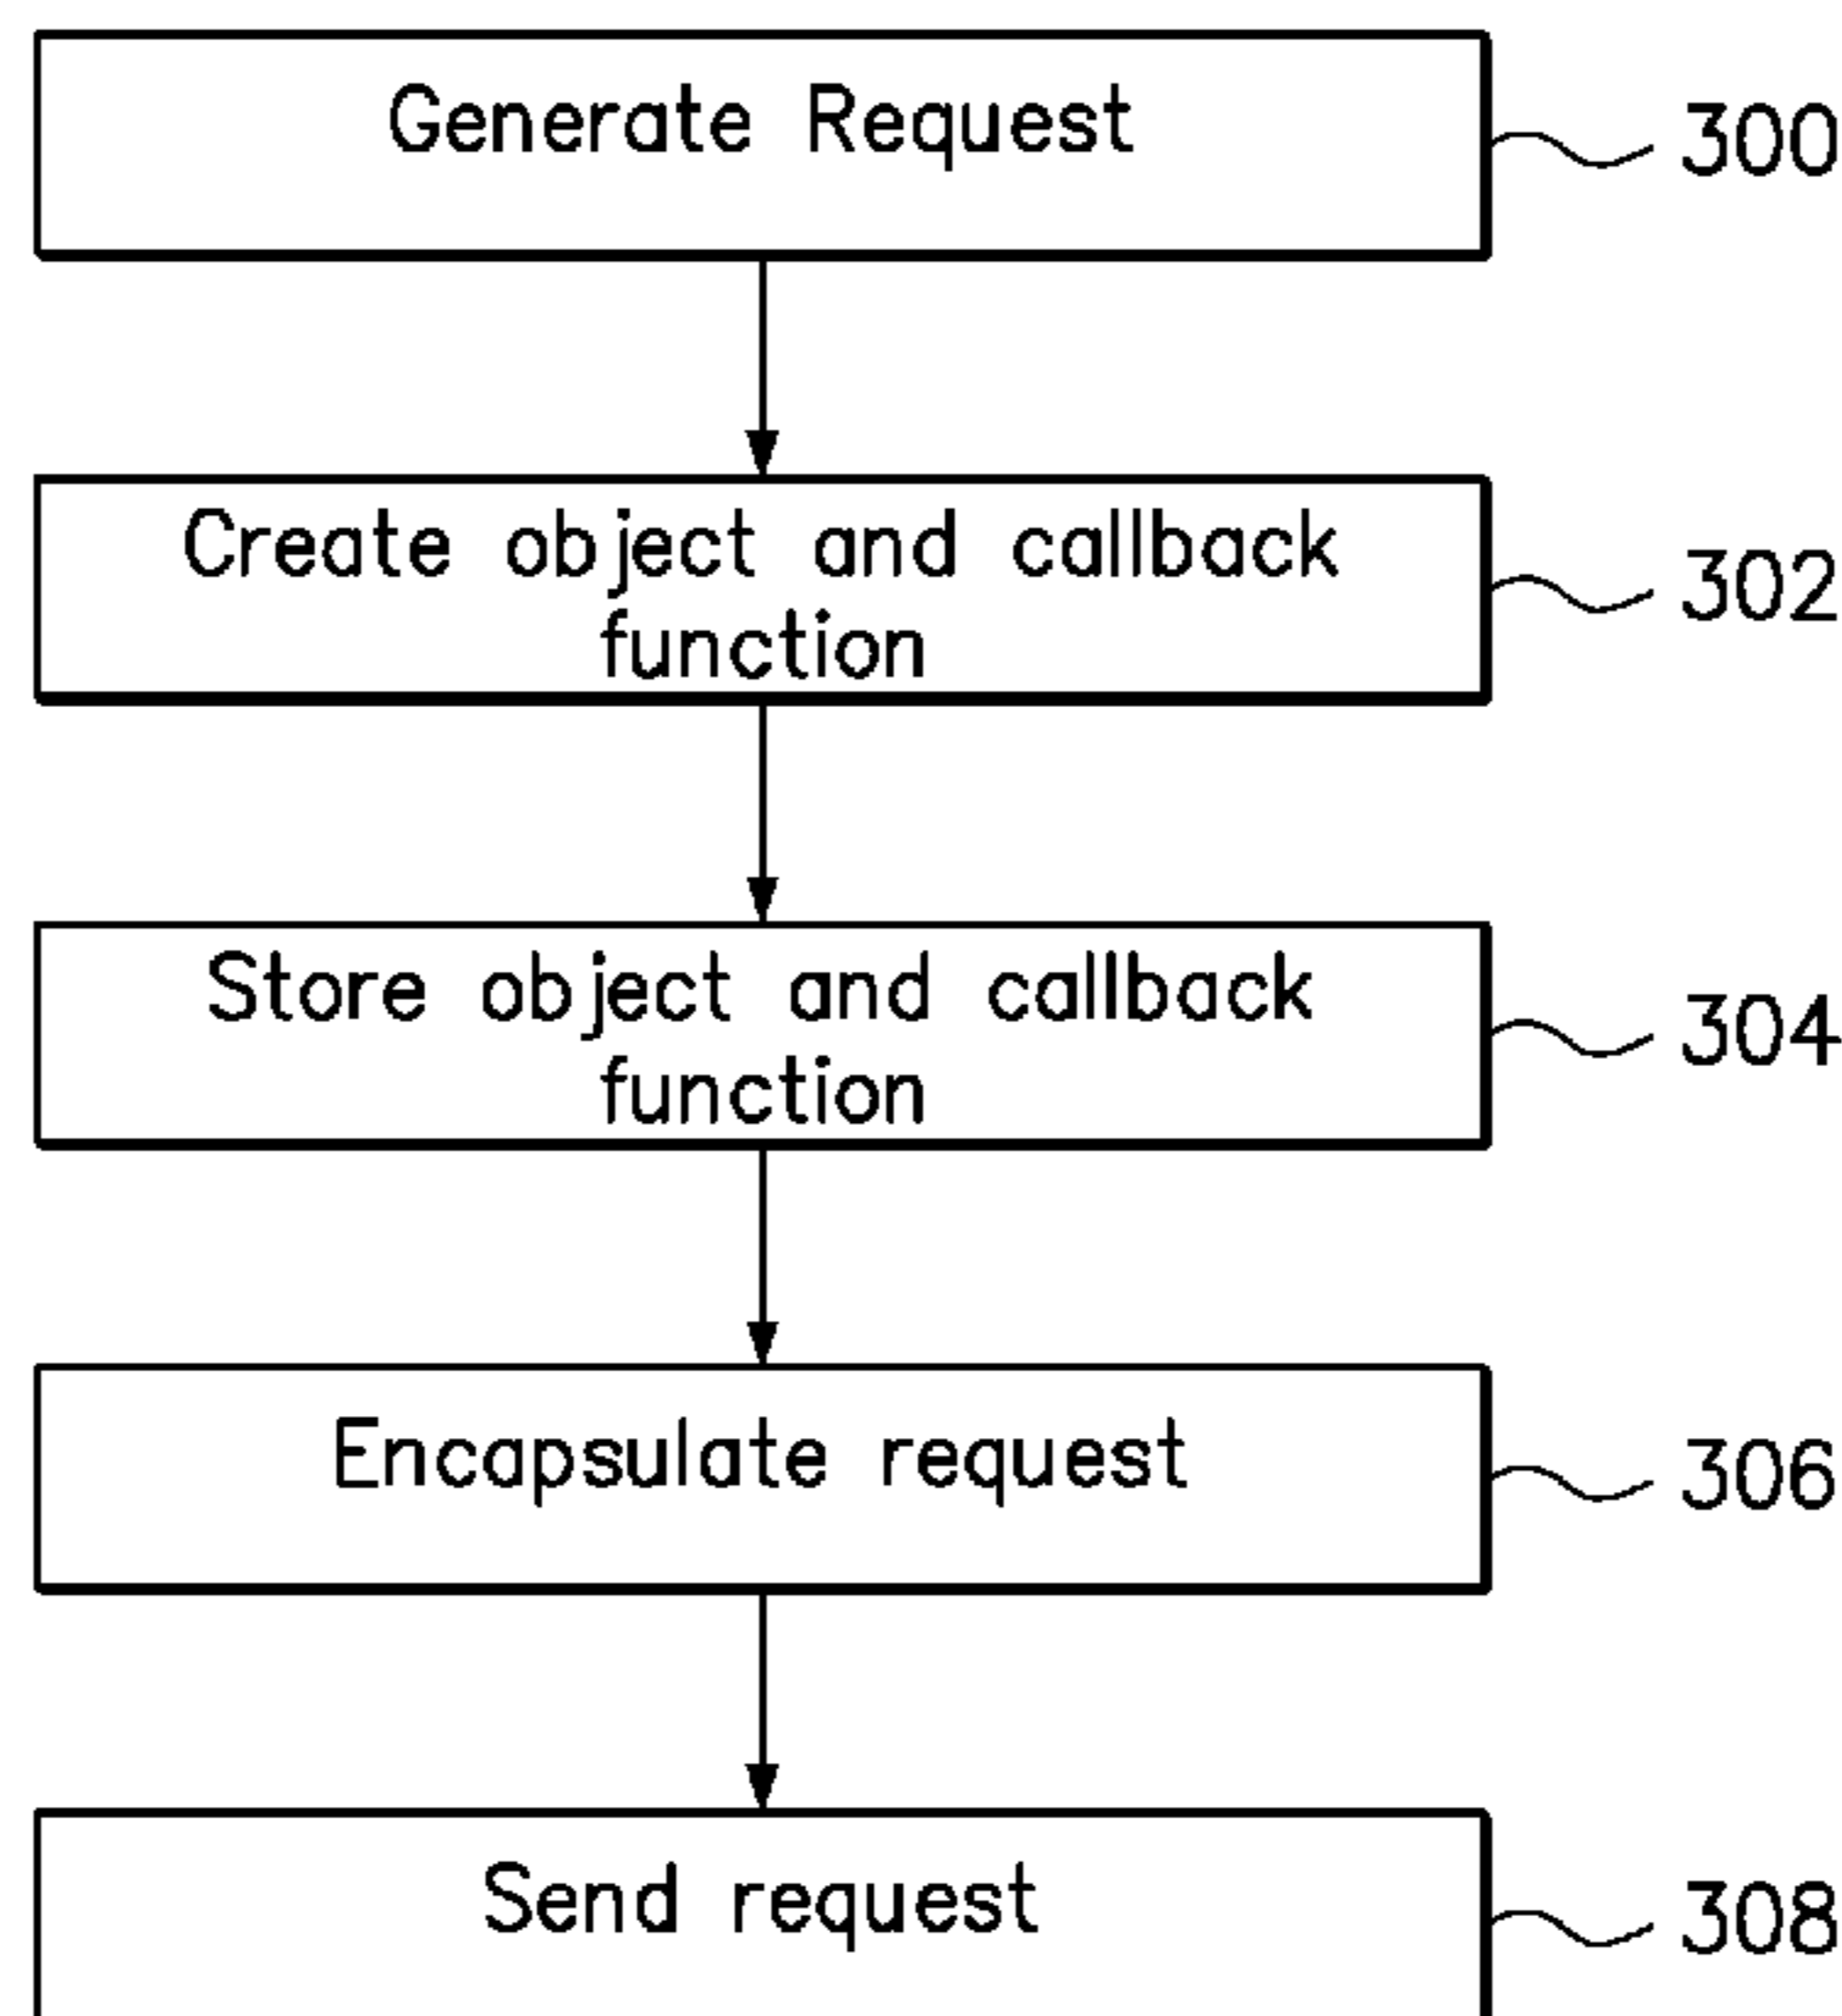 Generate Request
300
Create object and callback
function
302
Store object and callback
function
304
Encapsulate request
306
Send request
308